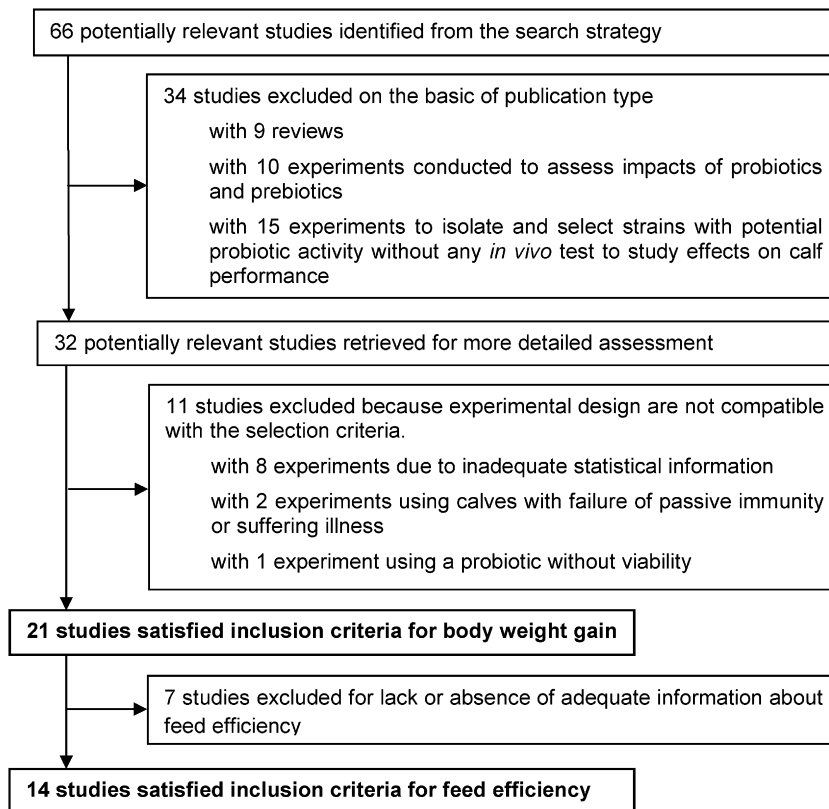 66 potentially relevant studies identified from the search strategy
34 studies excluded on the basic of publication type
with 9 reviews
with 10 experiments conducted to assess impacts of probiotics
and prebiotics
with 15 experiments to isolate and select strains with potential
probiotic activity without any in vivo test to study effects on calf
performance
32 potentially relevant studies retrieved for more detailed assessment
11 studies excluded because experimental design are not compatible
with the selection criteria.
with 8 experiments due to inadequate statistical information
with 2 experiments using calves with failure of passive immunity
or suffering illness
with 1 experiment using a probiotic without viability
21 studies satisfied inclusion criteria for body weight gain
7 studies excluded for lack or absence of adequate information about
feed efficiency
14 studies satisfied inclusion criteria for feed efficiency